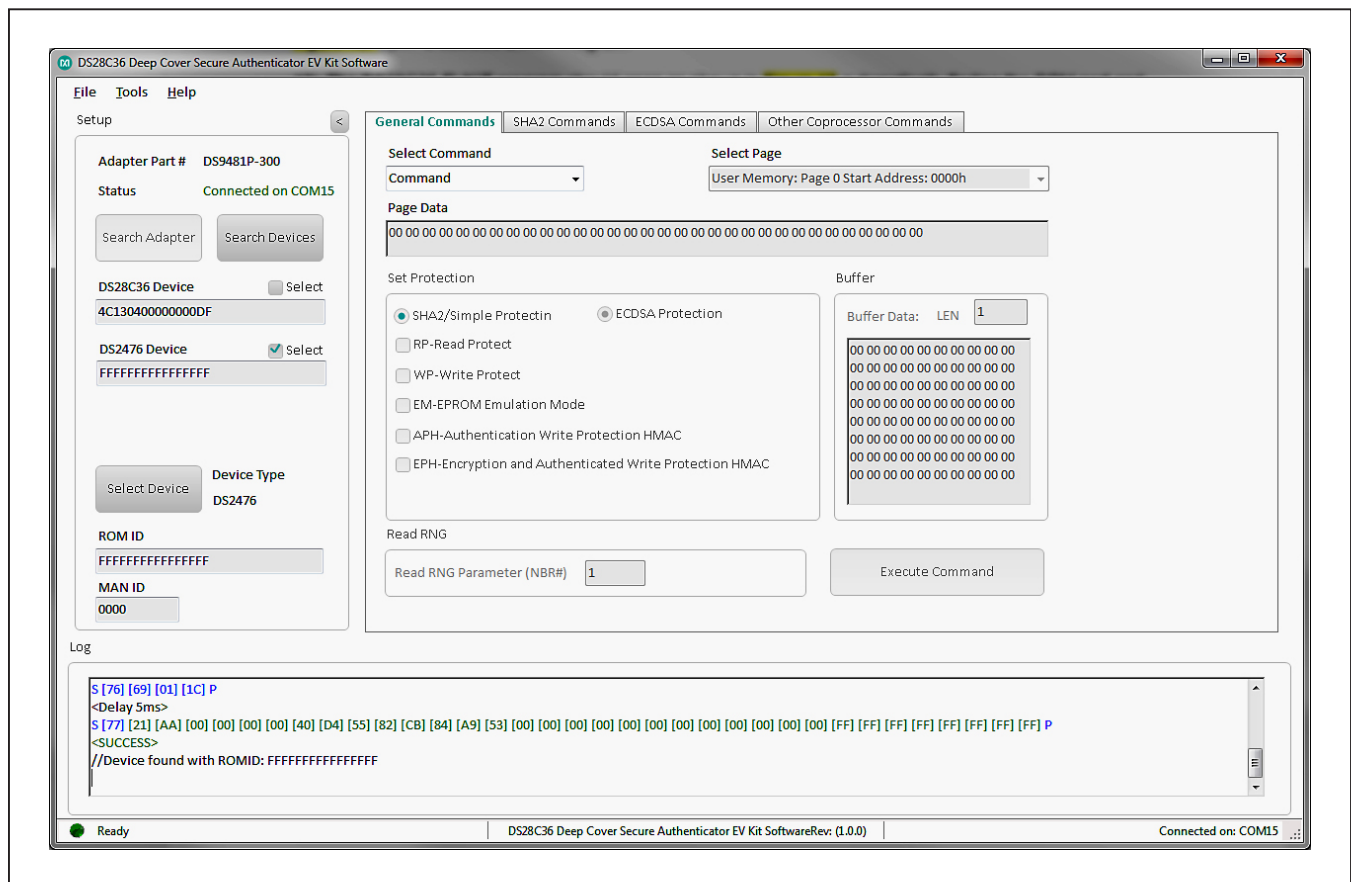 DS28C36 Deep Cover Secure Authenticator EV Kit Software
File Tools Help
Setup
<
Adapter Part # DS9481P-300
Status Connected on COM15
Search Adapter Search Devices
DS28C36 Device Select
4C130400000000DF
DS2476 Device Select
FFFFFFFFFFFFFFFF
Select Device
Device Type
DS2476
ROM ID
FFFFFFFFFFFFFFFF
MAN ID
0000
General Commands SHA2 Commands ECDSA Commands Other Coprocessor Commands
Select Command Select Page
Command User Memory: Page 0 Start Address: 0000h
Page Data
00 00 00 00 00 00 00 00 00 00 00 00 00 00 00 00 00 00 00 00 00 00 00 00 00 00 00 00 00 00 00 00
Set Protection
SHA2/Simple Protectin ECDSA Protection
RP-Read Protect
WP-Write Protect
EM-EPROM Emulation Mode
APH-Authentication Write Protection HMAC
EPH-Encryption and Authenticated Write Protection HMAC
Buffer
Buffer Data: LEN 1
00 00 00 00 00 00 00 00 00 00
00 00 00 00 00 00 00 00 00 00
00 00 00 00 00 00 00 00 00 00
00 00 00 00 00 00 00 00 00 00
00 00 00 00 00 00 00 00 00 00
00 00 00 00 00 00 00 00 00 00
00 00 00 00 00 00 00 00 00 00
00 00 00 00 00 00 00 00 00 00
Read RNG
Read RNG Parameter (NBR#) 1
Execute Command
Log
S [76] [69] [01] [1C] P
<Delay 5ms>
S [77] [21] [AA] [00] [00] [00] [00] [40] [D4] [55] [82] [CB] [84] [A9] [53] [00] [00] [00] [00] [00] [00] [00] [00] [00] [00] [00] [00] [FF] [FF] [FF] [FF] [FF] [FF] [FF] [FF] P
<SUCCESS>
//Device found with ROMID: FFFFFFFFFFFFFFFF
Ready DS28C36 Deep Cover Secure Authenticator EV Kit SoftwareRev: (1.0.0) Connected on: COM15